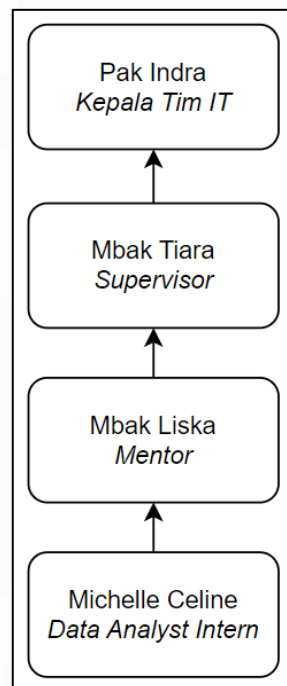 Pak Indra
Kepala Tim IT
Mbak Tiara
Supervisor
Mbak Liska
Mentor
Michelle Celine
Data Analyst Intern